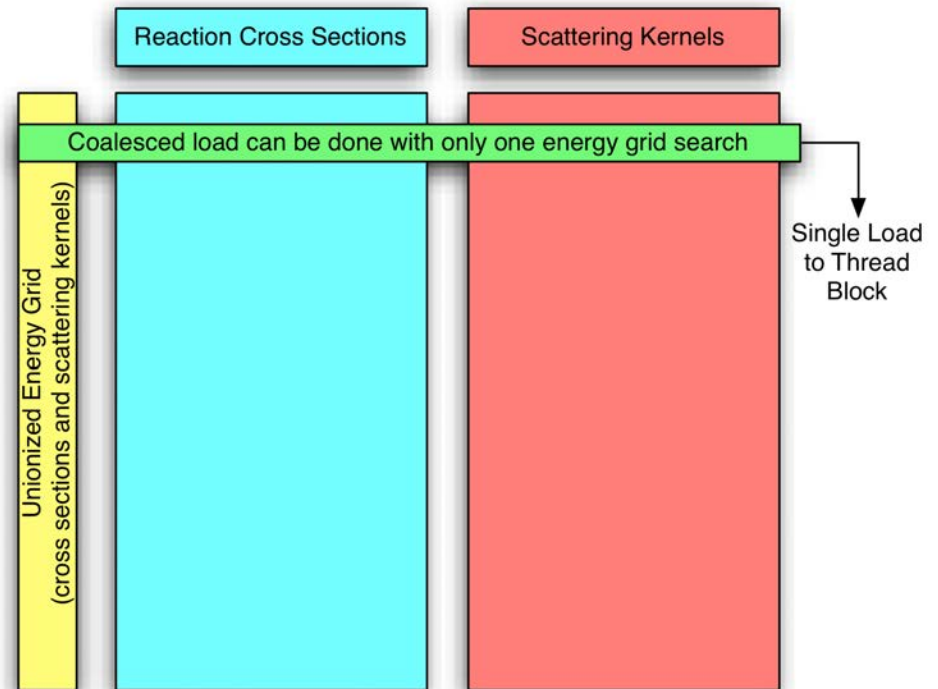 Reaction Cross Sections
Scattering Kernels
Coalesced load can be done with only one energy grid search
Single Load
to Thread
Block
Unionized Energy Grid
(cross sections and scattering kernels)